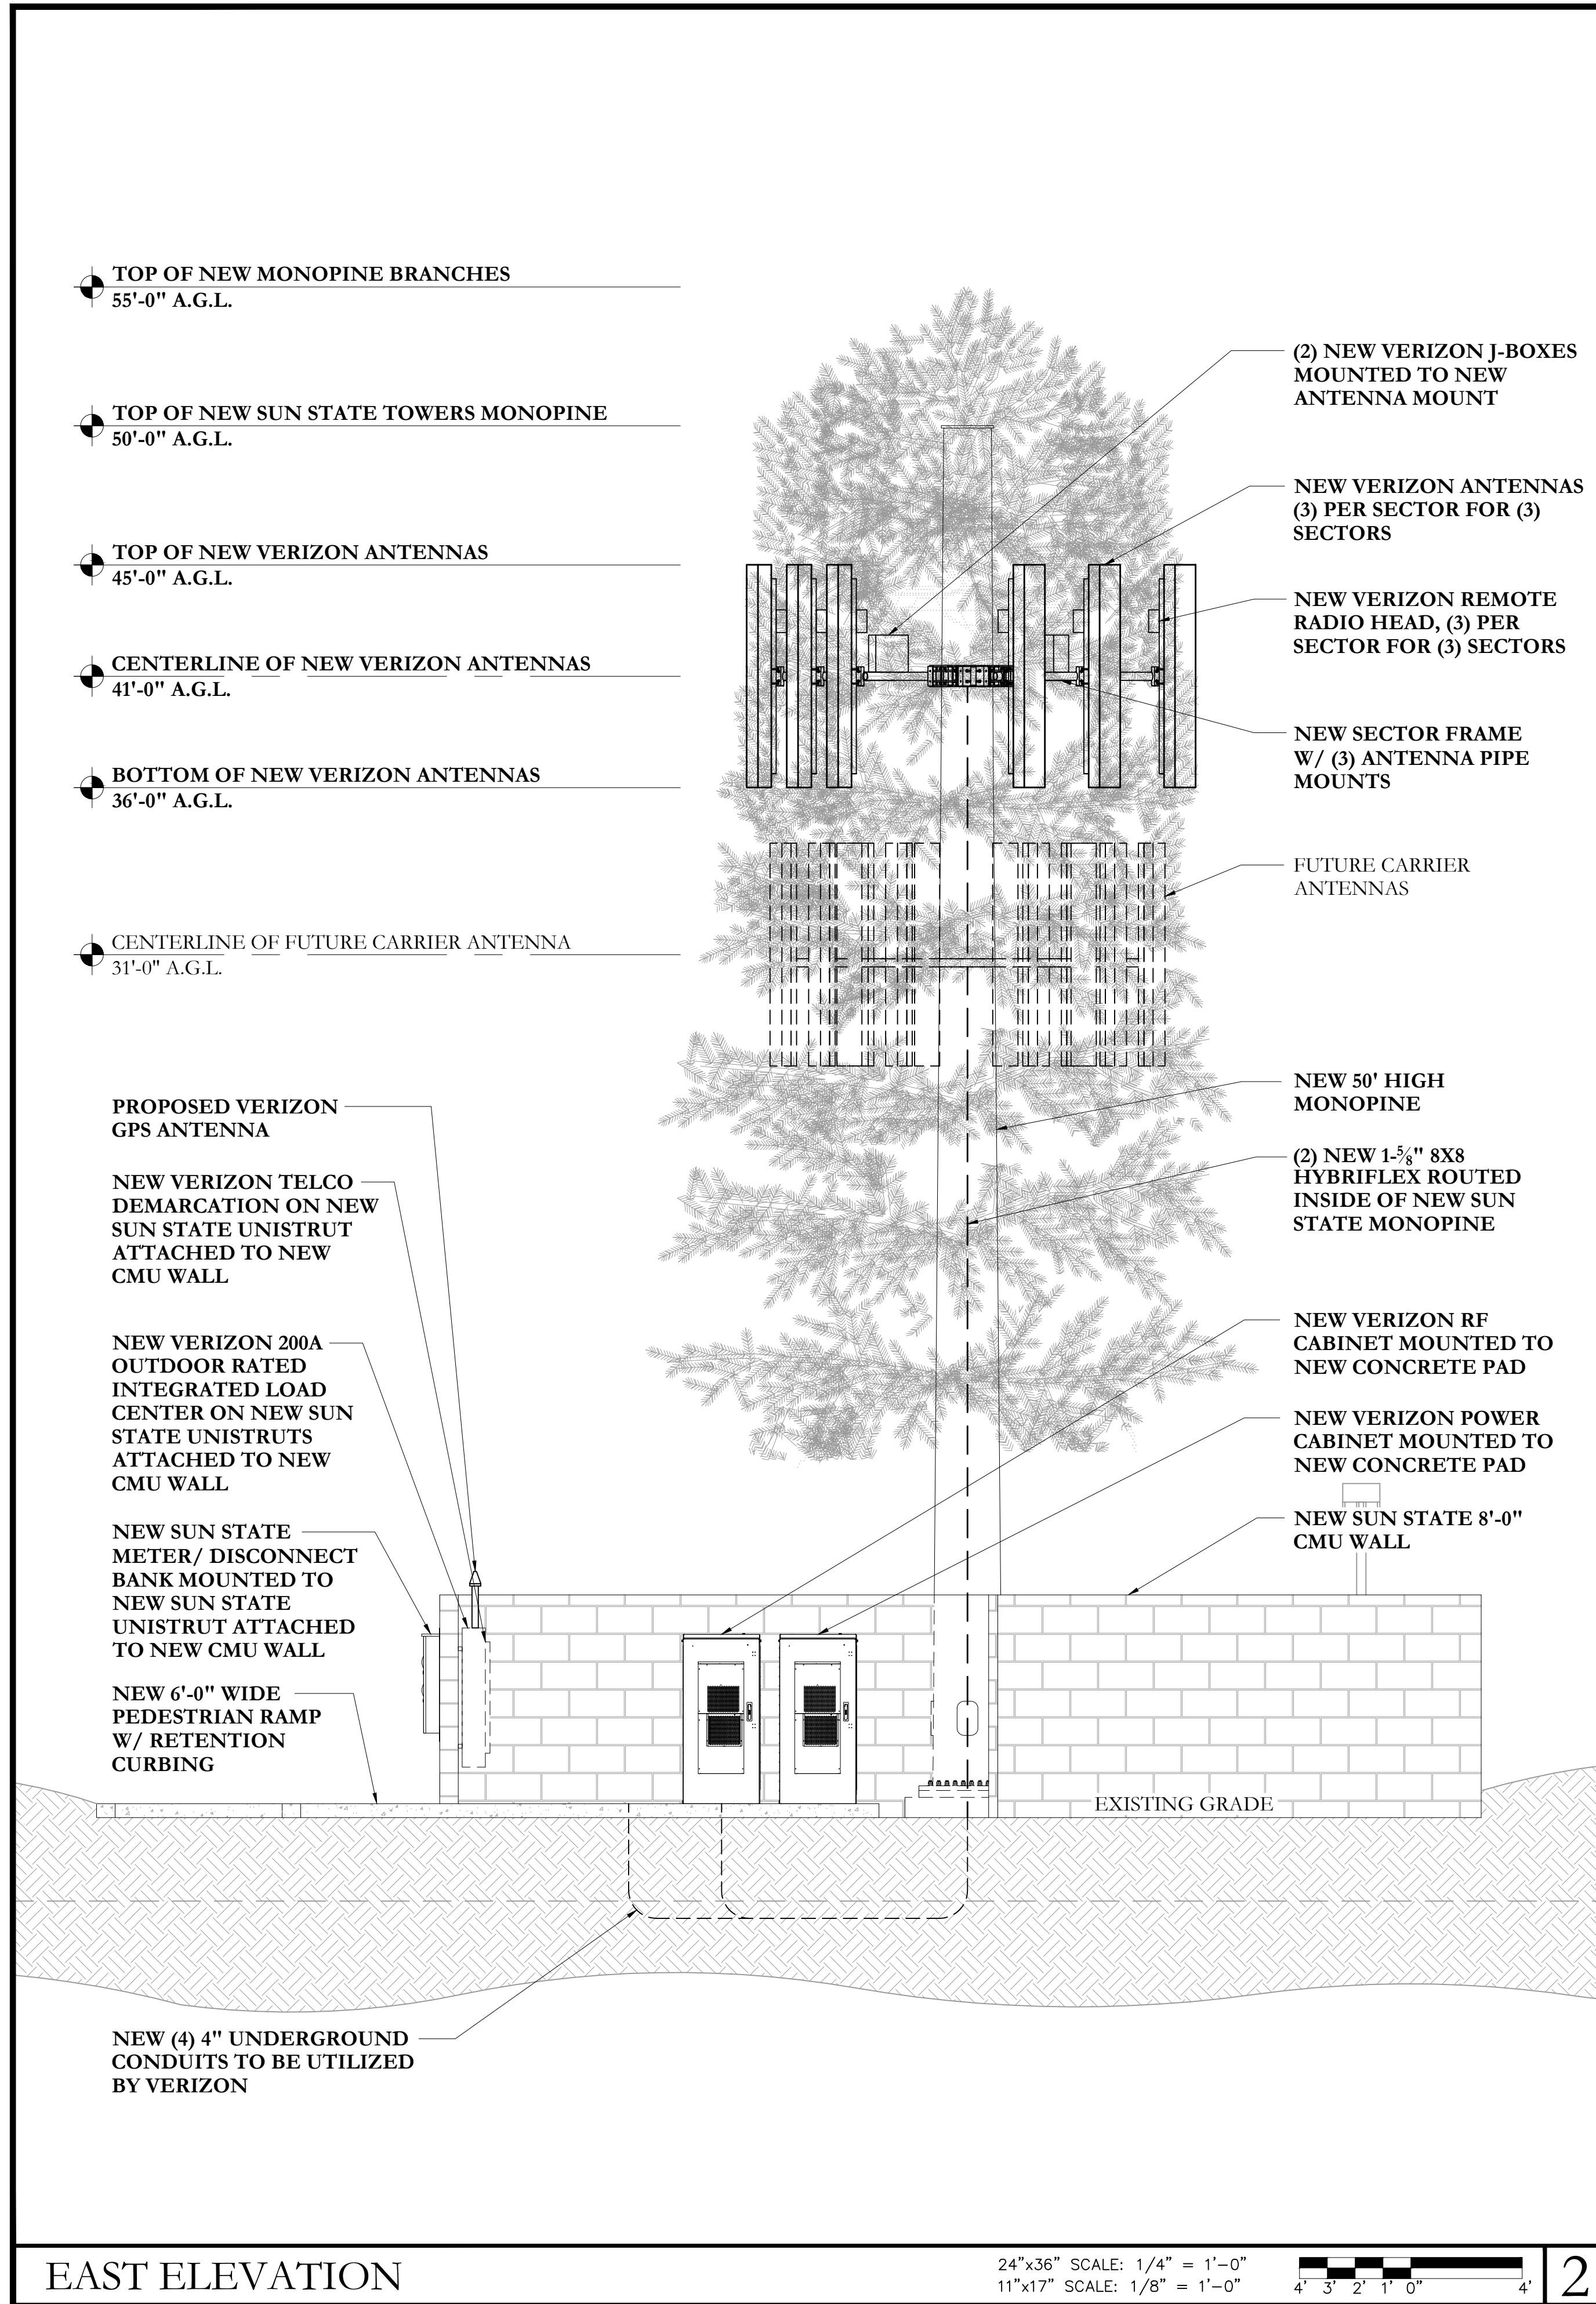 TOP OF NEW MONOPINE BRANCHES
55'-0" A.G.L.
TOP OF NEW SUN STATE TOWERS MONOPINE
50'-0" A.G.L.
TOP OF NEW VERIZON ANTENNAS
45'-0" A.G.L.
CENTERLINE OF NEW VERIZON ANTENNAS
41'-0" A.G.L.
BOTTOM OF NEW VERIZON ANTENNAS
36'-0" A.G.L.
CENTERLINE OF FUTURE CARRIER ANTENNA
31'-0" A.G.L.
PROPOSED VERIZON
GPS ANTENNA
NEW VERIZON TELCO
DEMARCATION ON NEW
SUN STATE UNISTRUT
ATTACHED TO NEW
CMU WALL
NEW VERIZON 200A
OUTDOOR RATED
INTEGRATED LOAD
CENTER ON NEW SUN
STATE UNISTRUTS
ATTACHED TO NEW
CMU WALL
NEW SUN STATE
METER/ DISCONNECT
BANK MOUNTED TO
NEW SUN STATE
UNISTRUT ATTACHED
TO NEW CMU WALL
NEW 6'-0" WIDE
PEDESTRIAN RAMP
W/ RETENTION
CURBING
NEW (4) 4" UNDERGROUND
CONDUITS TO BE UTILIZED
BY VERIZON
(2) NEW VERIZON J-BOXES
MOUNTED TO NEW
ANTENNA MOUNT
NEW VERIZON ANTENNAS
(3) PER SECTOR FOR (3)
SECTORS
NEW VERIZON REMOTE
RADIO HEAD, (3) PER
SECTOR FOR (3) SECTORS
NEW SECTOR FRAME
W/ (3) ANTENNA PIPE
MOUNTS
FUTURE CARRIER
ANTENNAS
NEW 50' HIGH
MONOPINE
(2) NEW 1-⅝" 8X8
HYBRIFLEX ROUTED
INSIDE OF NEW SUN
STATE MONOPINE
NEW VERIZON RF
CABINET MOUNTED TO
NEW CONCRETE PAD
NEW VERIZON POWER
CABINET MOUNTED TO
NEW CONCRETE PAD
NEW SUN STATE 8'-0"
CMU WALL
EXISTING GRADE
EAST ELEVATION
24"x36" SCALE: 1/4" = 1'-0"
11"x17" SCALE: 1/8" = 1'-0"
4' 3' 2' 1' 0" 4'
2